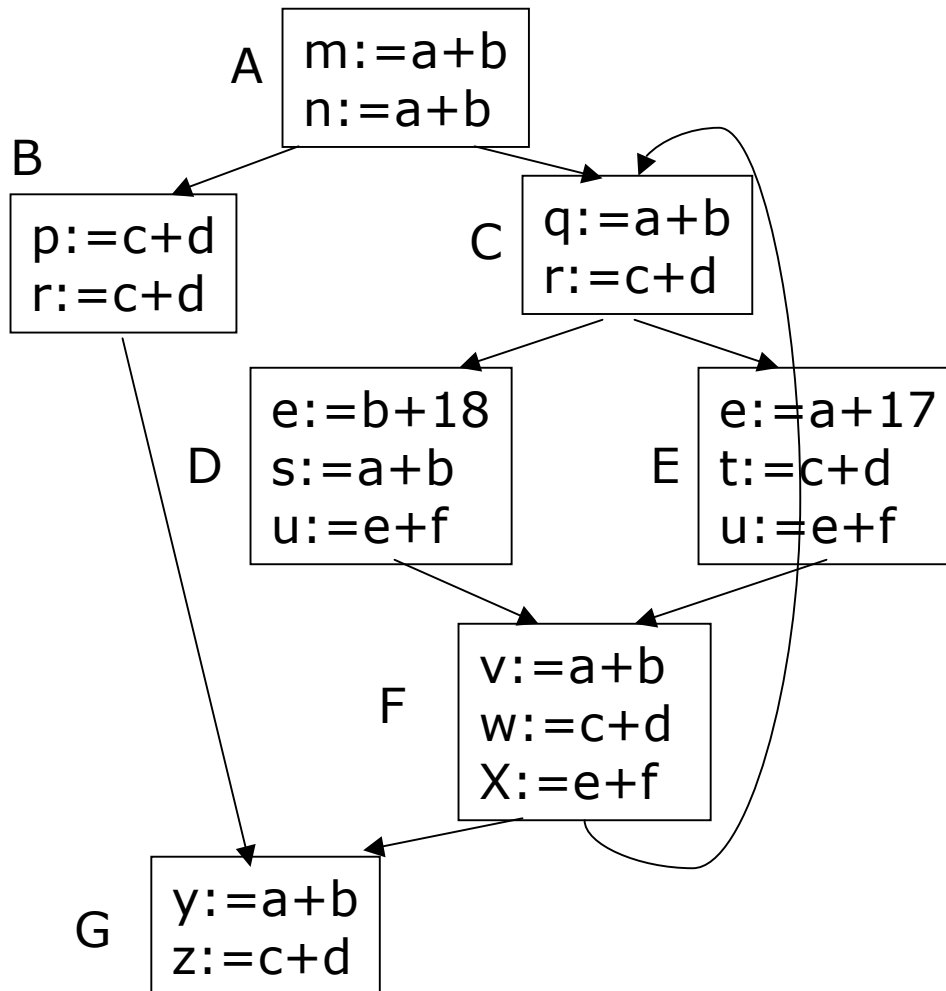 A
m:=a+b
n:=a+b
B
p:=c+d
r:=c+d
C
q:=a+b
r:=c+d
D
e:=b+18
s:=a+b
u:=e+f
E
e:=a+17
t:=c+d
u:=e+f
F
v:=a+b
w:=c+d
X:=e+f
G
y:=a+b
z:=c+d